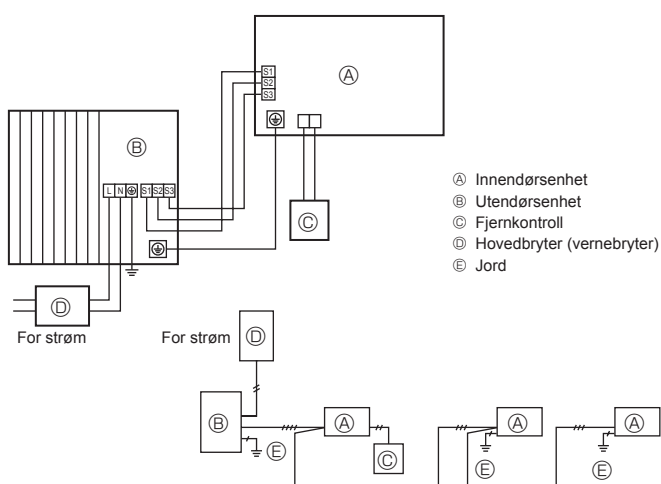 S1
S2
S3
Ⓐ
Ⓑ
L N S1 S2 S3
Ⓒ
Ⓐ Innendørsenhet
Ⓑ Utendørsenhet
Ⓒ Fjernkontroll
Ⓓ Hovedbryter (vernebryter)
Ⓔ Jord
Ⓓ
For strøm
For strøm Ⓓ
Ⓑ Ⓐ Ⓐ Ⓐ
Ⓔ Ⓒ Ⓔ Ⓔ